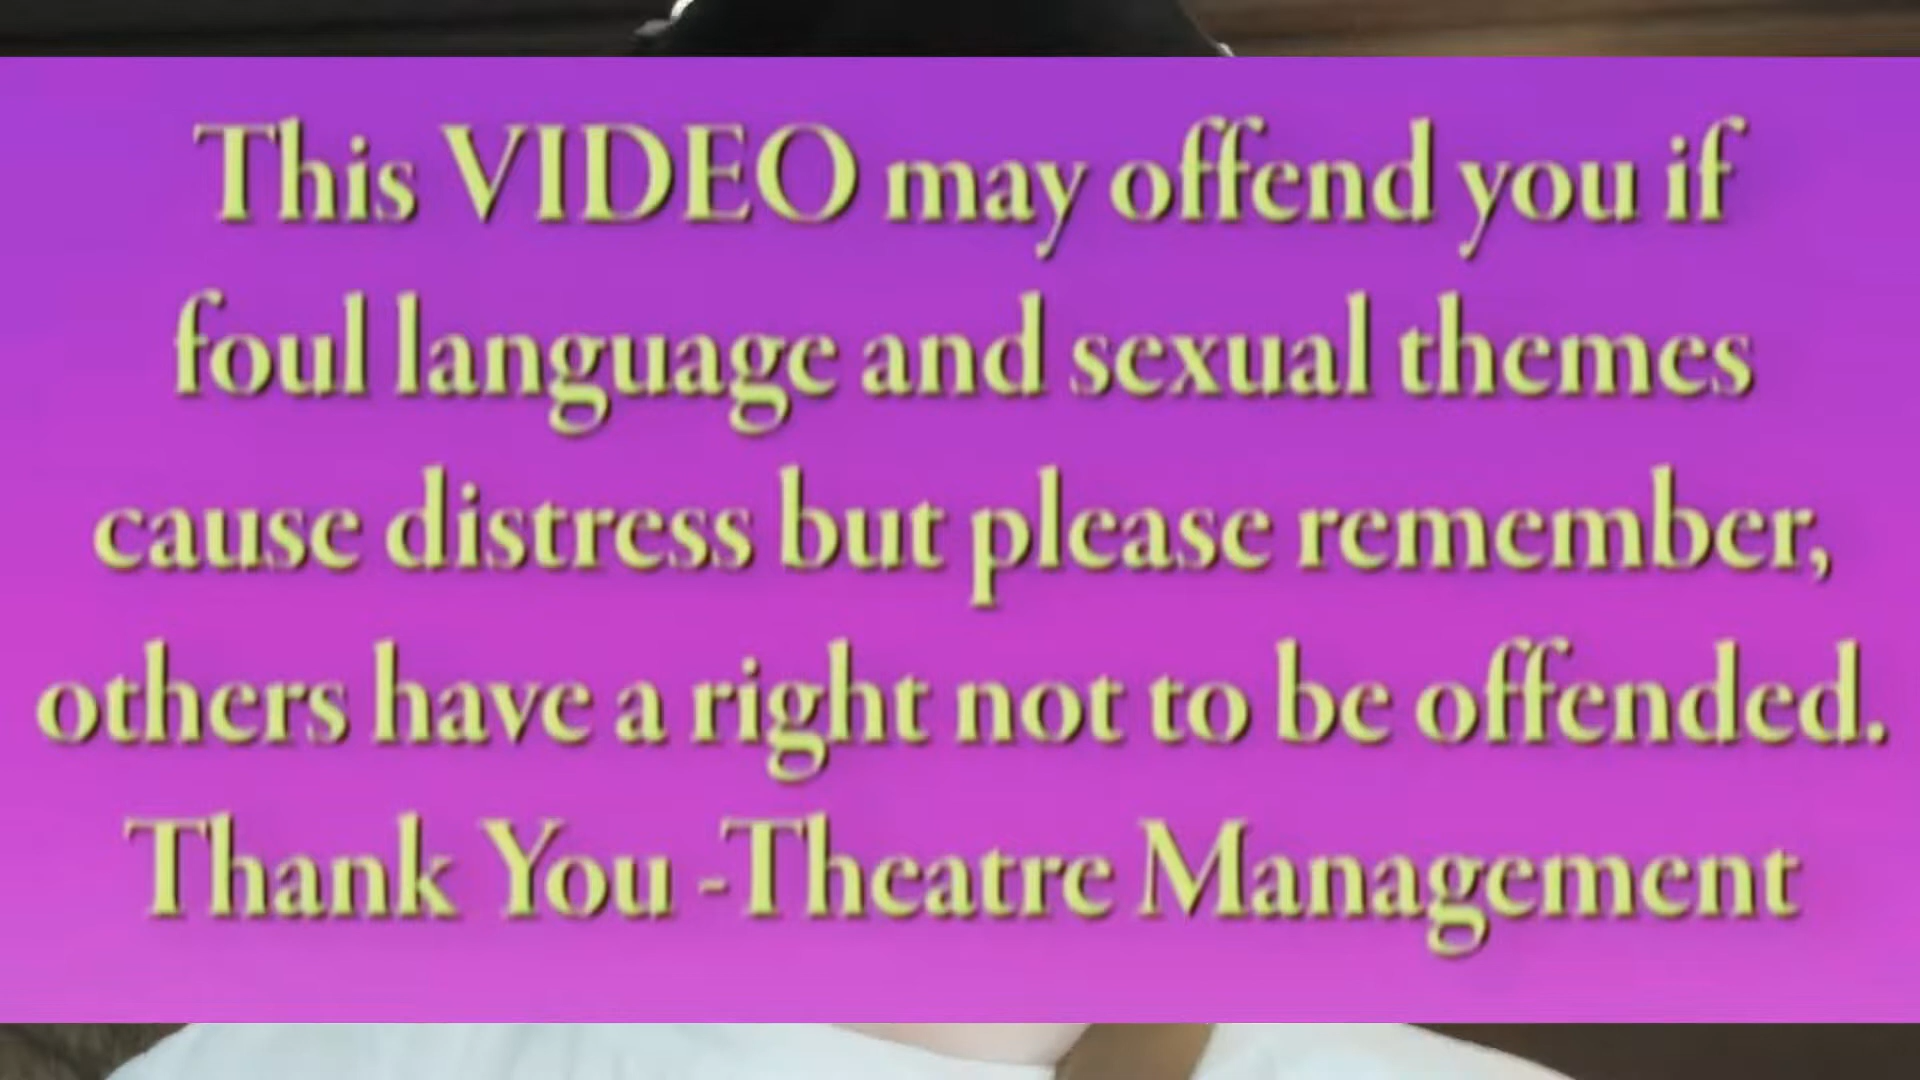 This VIDEO may offend you if
foul language and sexual themes
cause distress but please remember,
others have a right not to be offended.
Thank You -Theatre Management